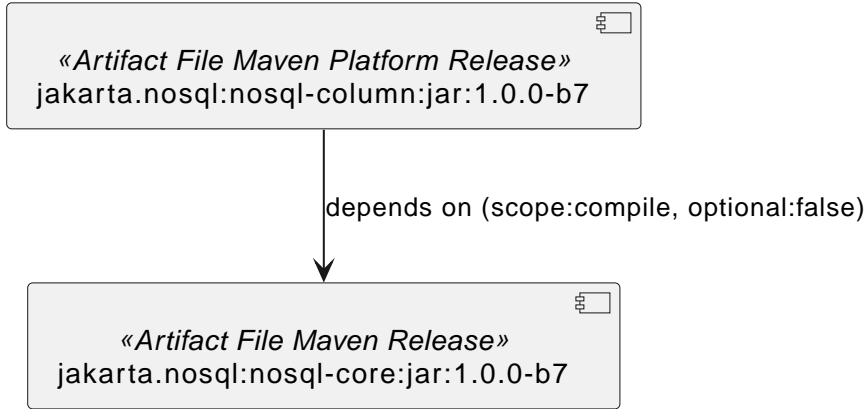 «Artifact File Maven Platform Release»
jakarta.nosql:nosql-column:jar:1.0.0-b7
depends on (scope:compile, optional:false)
«Artifact File Maven Release»
jakarta.nosql:nosql-core:jar:1.0.0-b7